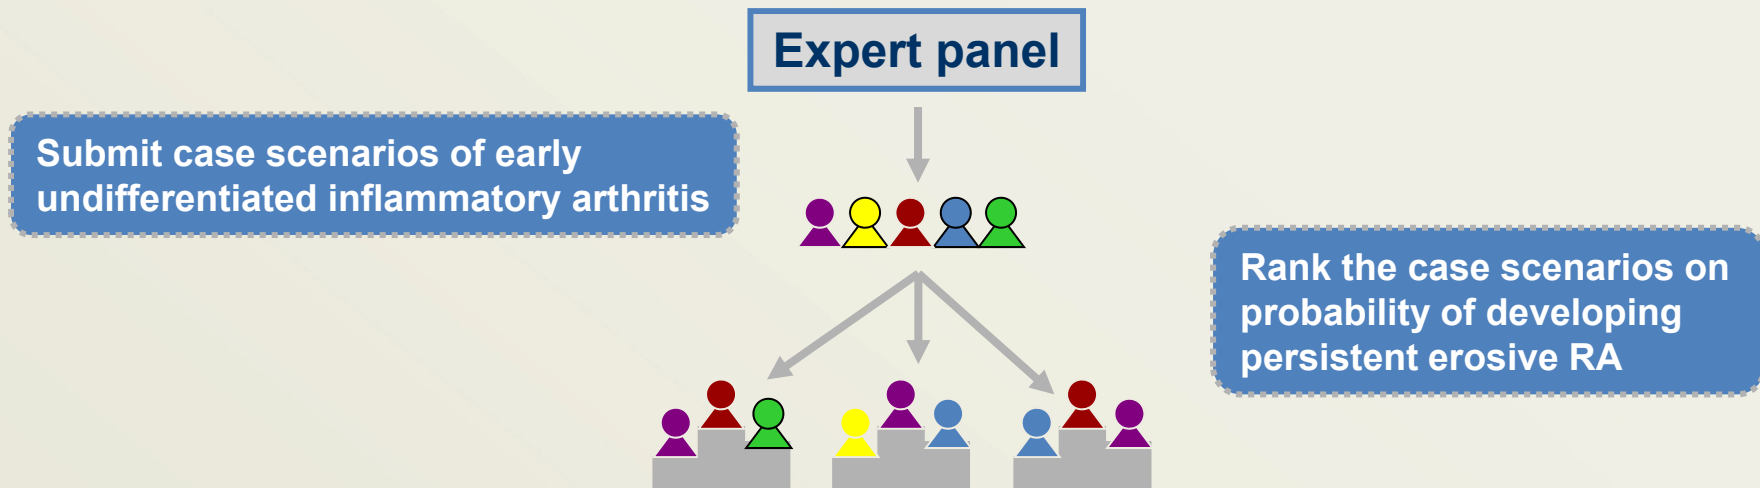 Expert panel
Submit case scenarios of early
undifferentiated inflammatory arthritis
Rank the case scenarios on
probability of developing
persistent erosive RA